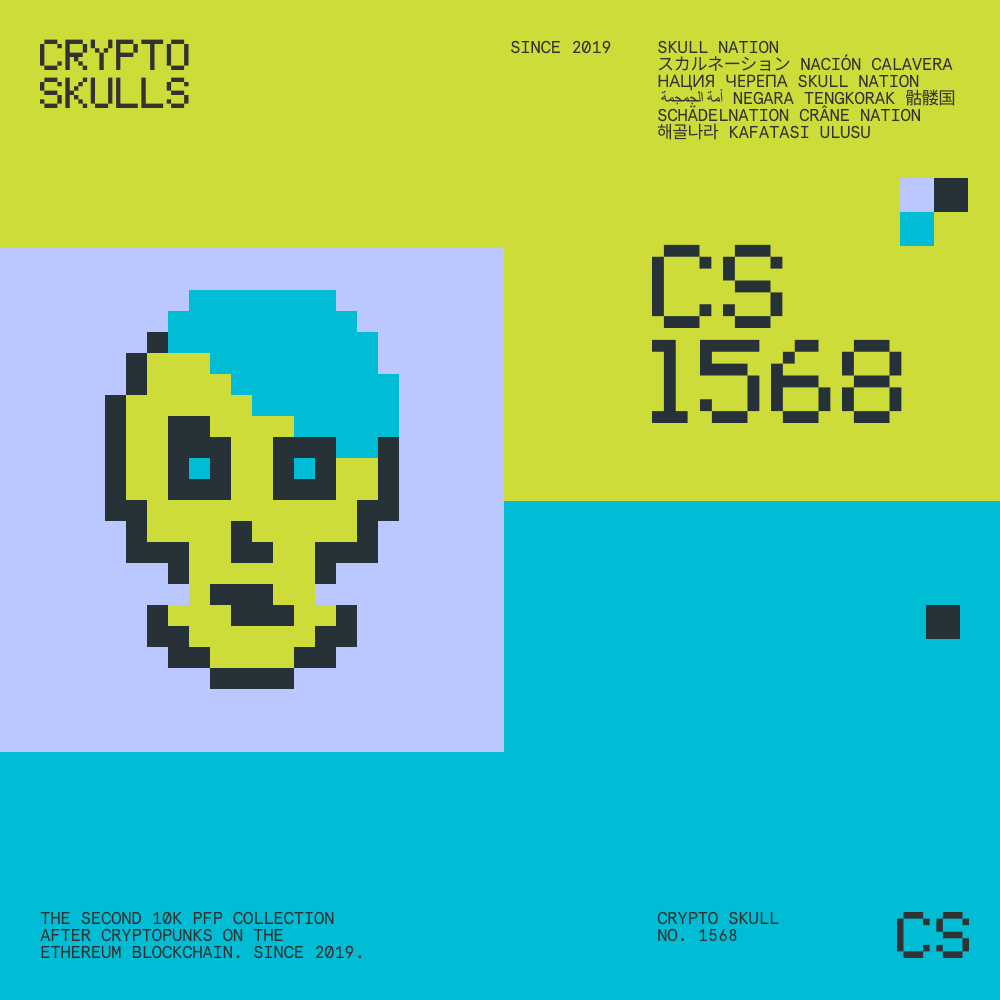 CRYPTO
SKULLS
SINCE 2019
SKULL NATION
スカルネーション NACIÓN CALAVERA
НАЦИЯ ЧЕРЕПА SKULL NATION
أمة الجمجمة NEGARA TENGKORAK 骷髅国
SCHÄDELNATION CRÂNE NATION
해골나라 KAFATASI ULUSU
CS
1568
THE SECOND 10K PFP COLLECTION
AFTER CRYPTOPUNKS ON THE
ETHEREUM BLOCKCHAIN. SINCE 2019.
CRYPTO SKULL
NO. 1568
CS